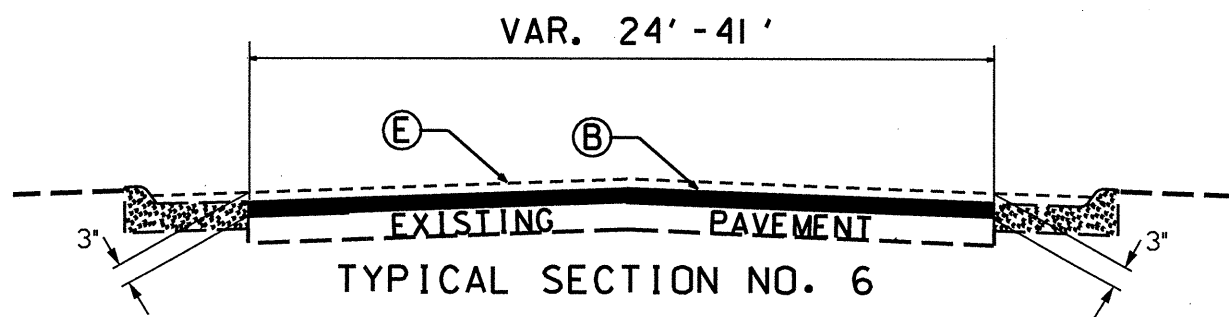 VAR. 24'-41'
E
B
EXISTING PAVEMENT
3"
3"
TYPICAL SECTION NO. 6